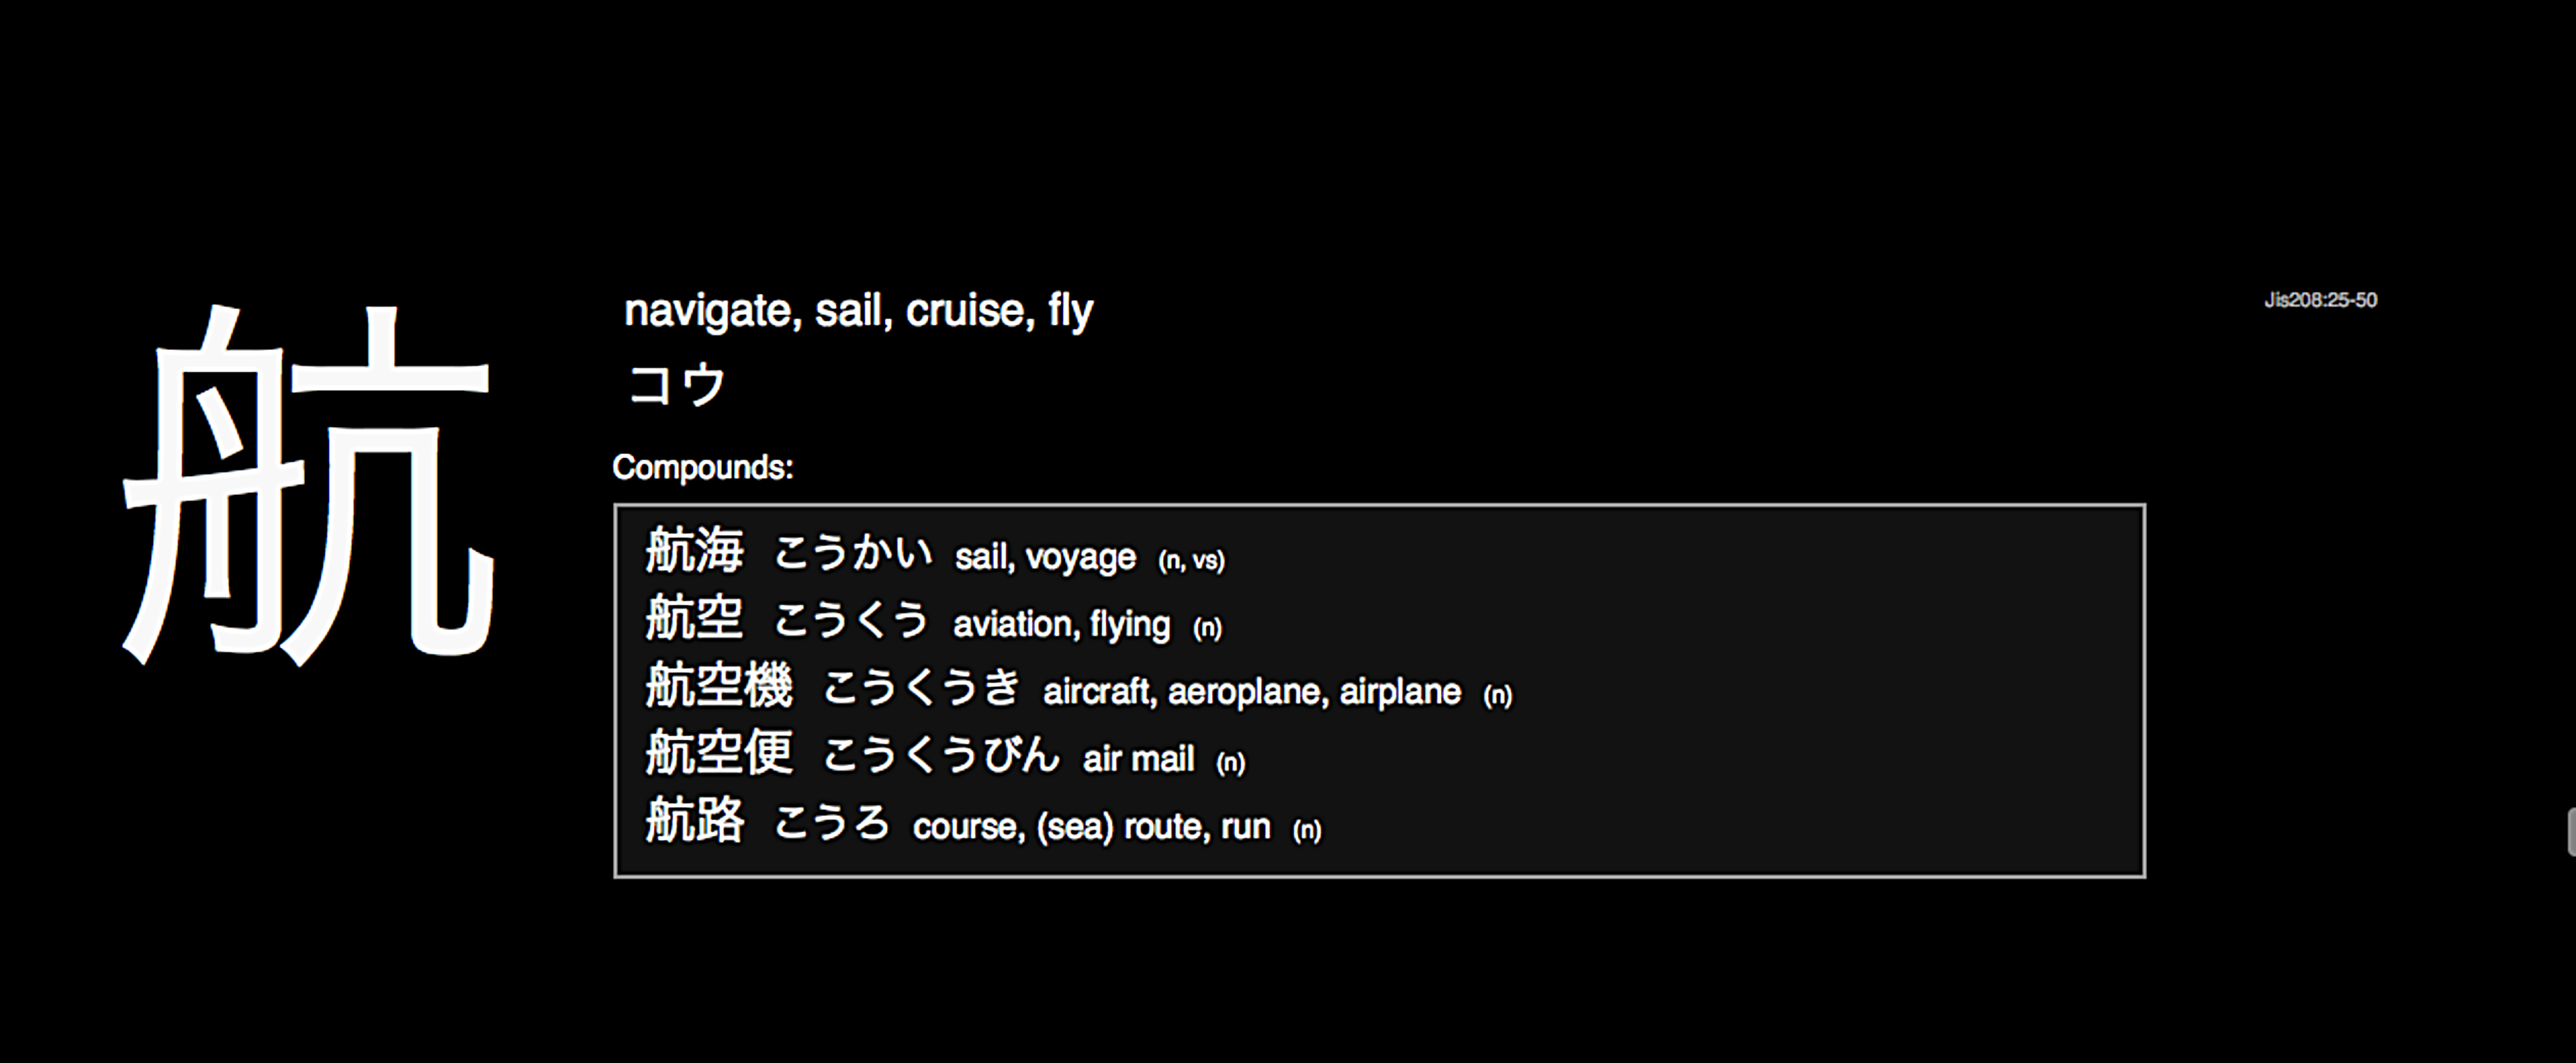 航
navigate, sail, cruise, fly
Jis208:25-50
コウ
Compounds:
航海 こうかい sail, voyage (n, vs)
航空 こうくう aviation, flying (n)
航空機 こうくうき aircraft, aeroplane, airplane (n)
航空便 こうくうびん air mail (n)
航路 こうろ course, (sea) route, run (n)